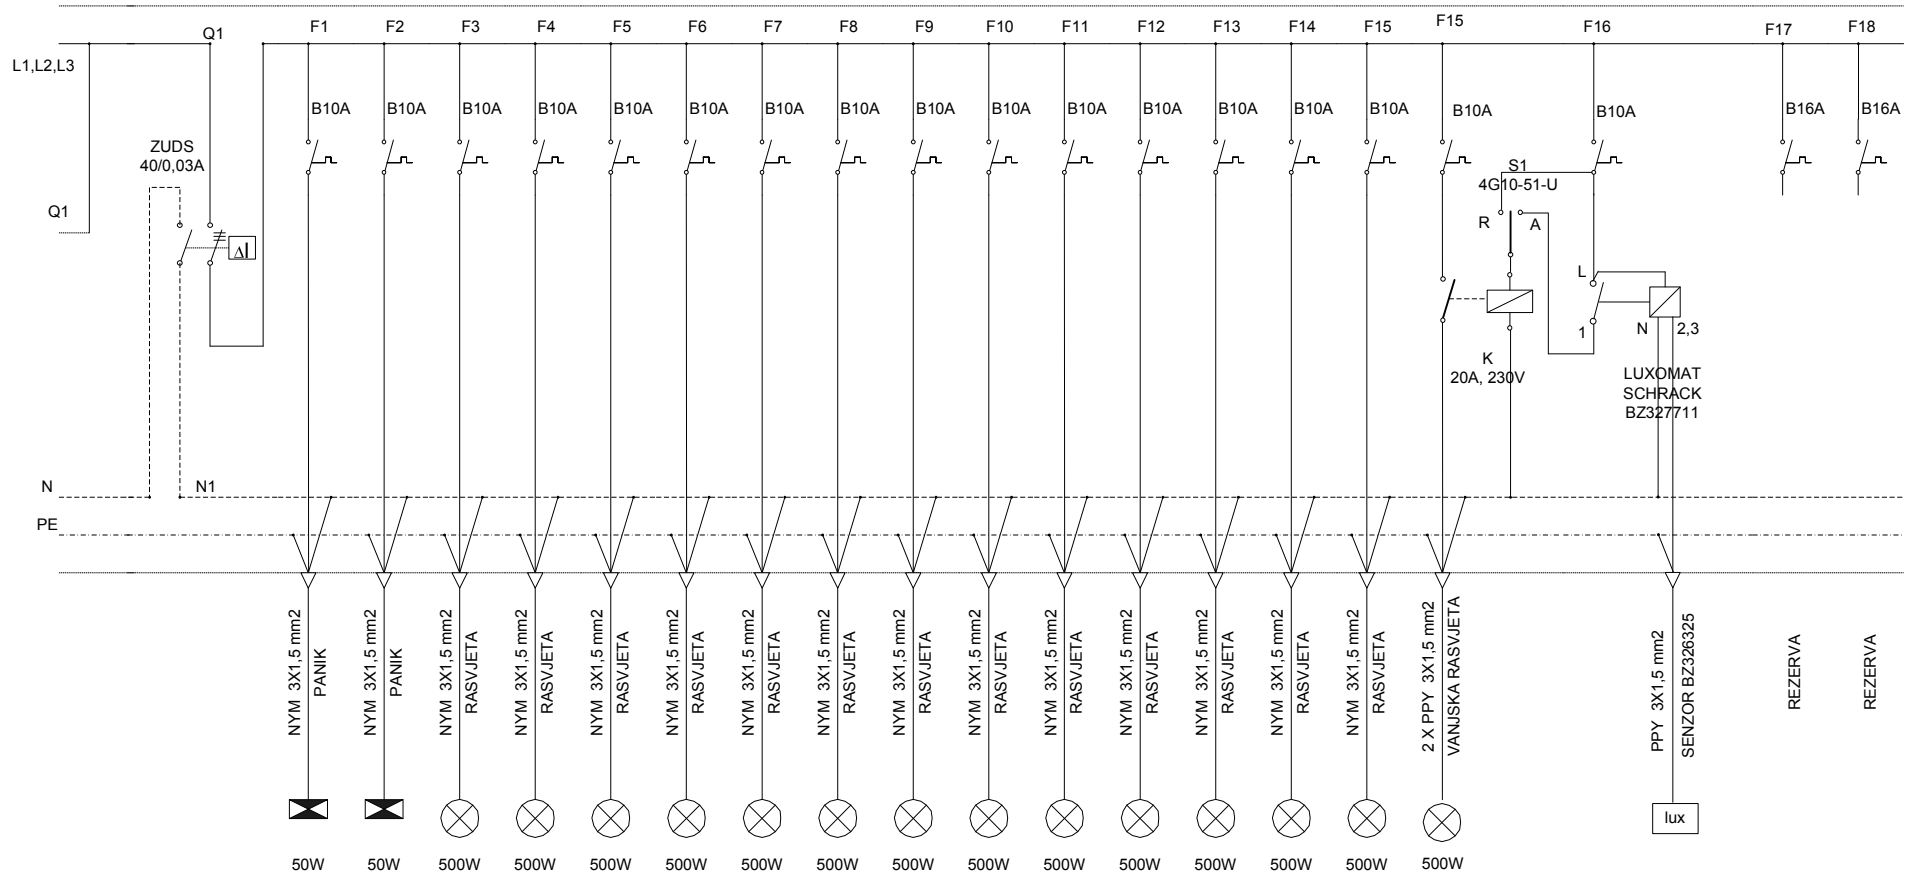 Q1 F1 F2 F3 F4 F5 F6 F7 F8 F9 F10 F11 F12 F13 F14 F15 F15 F16 F17 F18
L1,L2,L3
B10A B10A B10A B10A B10A B10A B10A B10A B10A B10A B10A B10A B10A B10A B10A B10A B10A B16A B16A
ZUDS
40/0,03A
S1
4G10-51-U
Q1
R A
ΔI
L
1 N 2,3
K
20A, 230V
LUXOMAT
SCHRACK
BZ327711
N N1
PE
NYM 3X1,5 mm2
PANIK
NYM 3X1,5 mm2
PANIK
NYM 3X1,5 mm2
RASVJETA
NYM 3X1,5 mm2
RASVJETA
NYM 3X1,5 mm2
RASVJETA
NYM 3X1,5 mm2
RASVJETA
NYM 3X1,5 mm2
RASVJETA
NYM 3X1,5 mm2
RASVJETA
NYM 3X1,5 mm2
RASVJETA
NYM 3X1,5 mm2
RASVJETA
NYM 3X1,5 mm2
RASVJETA
NYM 3X1,5 mm2
RASVJETA
NYM 3X1,5 mm2
RASVJETA
NYM 3X1,5 mm2
RASVJETA
NYM 3X1,5 mm2
RASVJETA
2 X PPY 3X1,5 mm2
VANJSKA RASVJETA
PPY 3X1,5 mm2
SENZOR BZ326325
REZERVA
REZERVA
lux
50W 50W 500W 500W 500W 500W 500W 500W 500W 500W 500W 500W 500W 500W 500W 500W